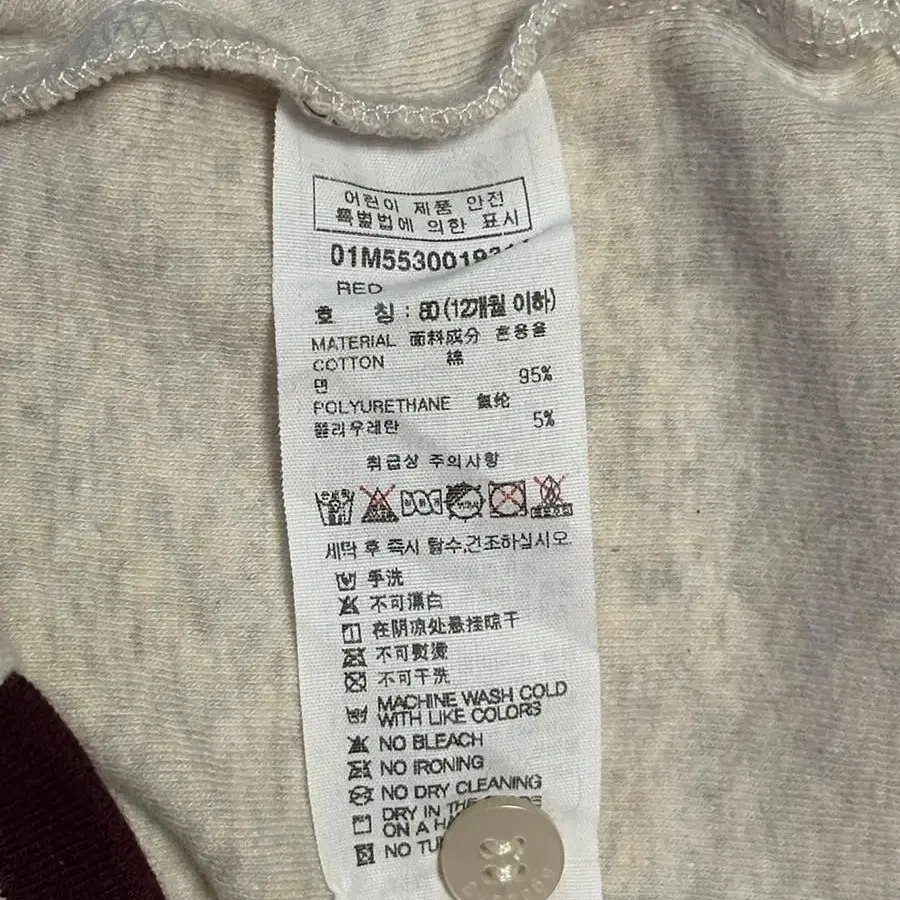 어린이 제품 안전
특별법에 의한 표시
01M5530019
RED
호 칭 : 80 (12개월 이하)
MATERIAL 面料成分 혼용율
COTTON 綿
면 95%
POLYURETHANE 氨纶
폴리우레탄 5%
취급상 주의사항
세탁 후 즉시 탈수,건조하십시오.
手洗
不可漂白
在阴凉处悬挂晾干
不可熨烫
不可干洗
MACHINE WASH COLD
WITH LIKE COLORS
NO BLEACH
NO IRONING
NO DRY CLEANING
DRY IN THE
ON A
NO